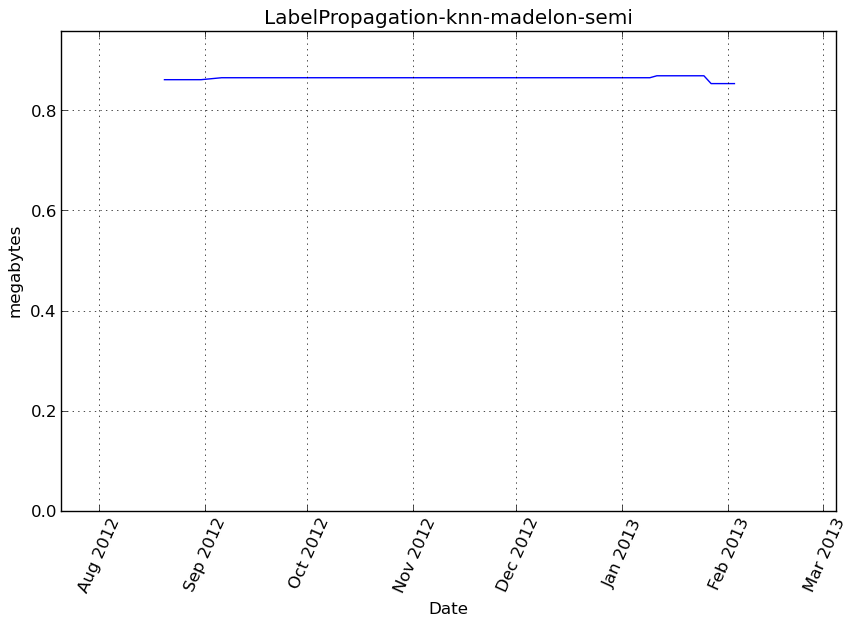 LabelPropagation-knn-madelon-semi
megabytes
0.8
0.6
0.4
0.2
0.0
Aug 2012
Sep 2012
Oct 2012
Nov 2012
Dec 2012
Jan 2013
Feb 2013
Mar 2013
Date